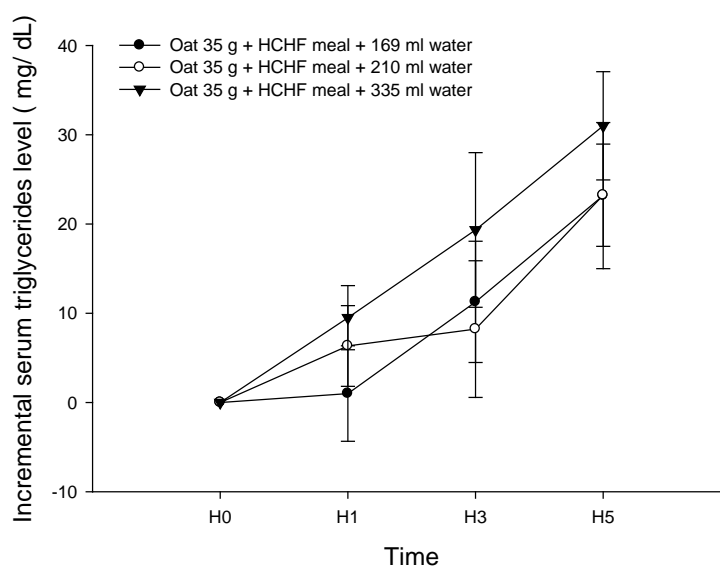 Incremental serum triglycerides level ( mg/ dL)
Oat 35 g + HCHF meal + 169 ml water
Oat 35 g + HCHF meal + 210 ml water
Oat 35 g + HCHF meal + 335 ml water
40
30
20
10
0
-10
H0 H1 H3 H5
Time